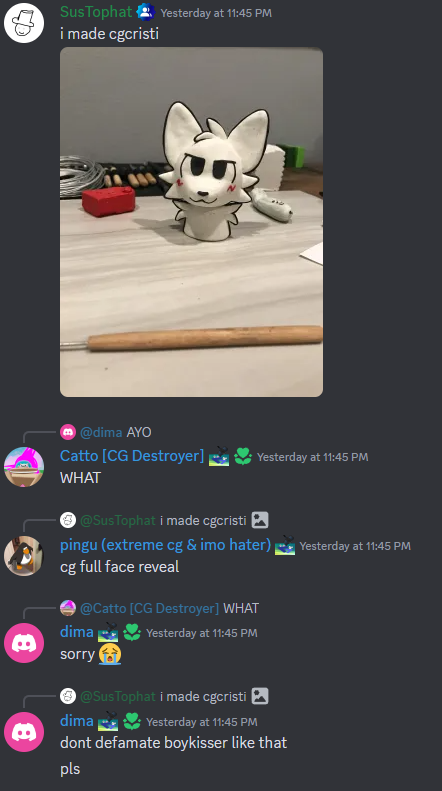 SusTophat Yesterday at 11:45 PM
i made cgcristi
@dima AYO
Catto [CG Destroyer] Yesterday at 11:45 PM
WHAT
@SusTophat i made cgcristi
pingu (extreme cg & imo hater) Yesterday at 11:45 PM
cg full face reveal
@Catto [CG Destroyer] WHAT
dima Yesterday at 11:45 PM
sorry 😭
@SusTophat i made cgcristi
dima Yesterday at 11:45 PM
dont defamate boykisser like that
pls